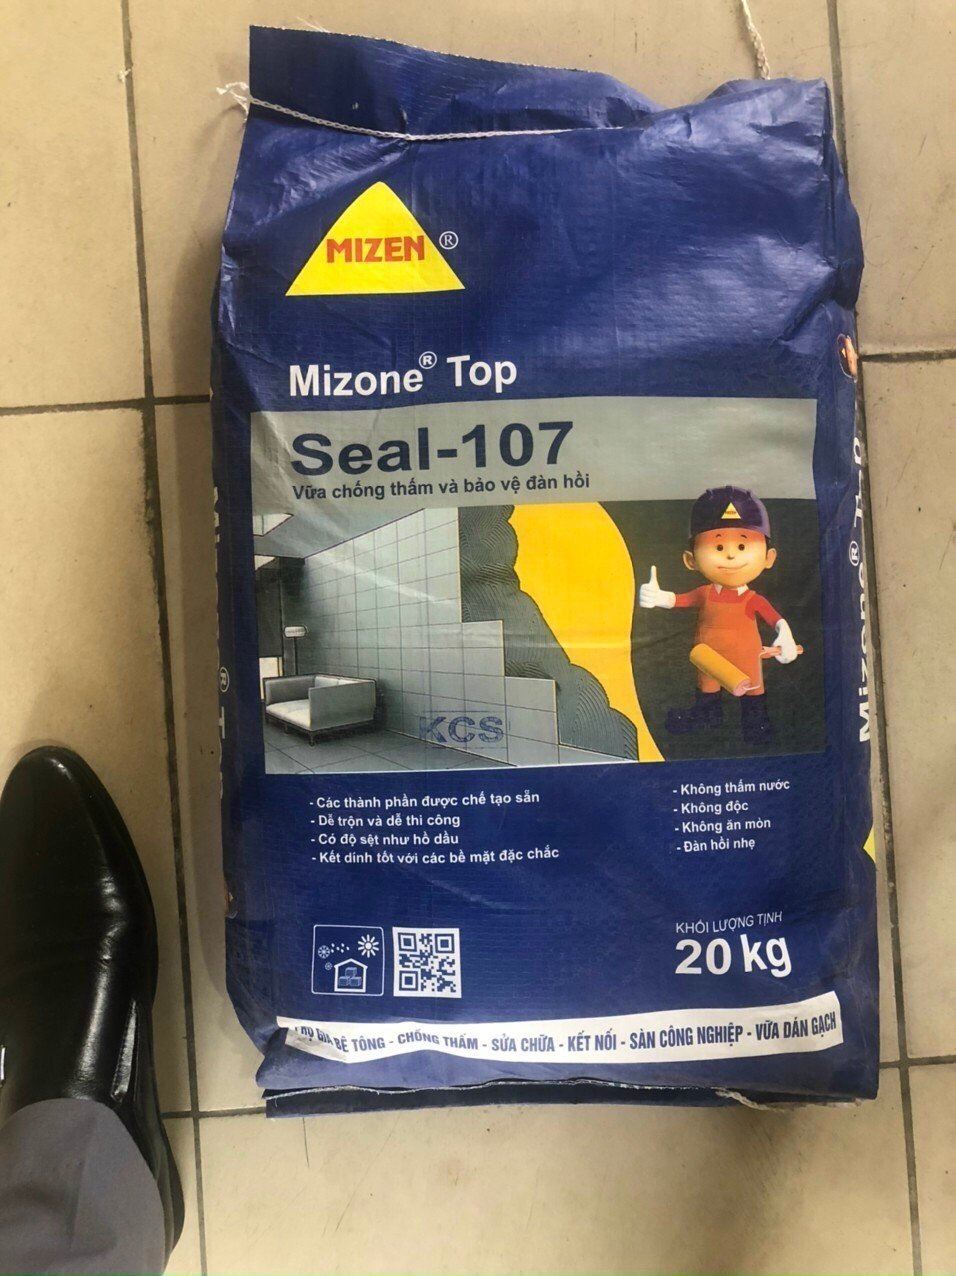 MIZEN ®
Mizone® Top
Seal-107
Vữa chống thấm và bảo vệ đàn hồi
MIZEN
KCS
- Các thành phần được chế tạo sẵn
- Dễ trộn và dễ thi công
- Có độ sệt như hồ dầu
- Kết dính tốt với các bề mặt đặc chắc
- Không thấm nước
- Không độc
- Không ăn mòn
- Đàn hồi nhẹ
KHỐI LƯỢNG TỊNH
20 kg
GIA BÊ TÔNG - CHỐNG THẤM - SỬA CHỮA - KẾT NỐI - SÀN CÔNG NGHIỆP - VỮA DÁN GẠCH
Mizone® Top